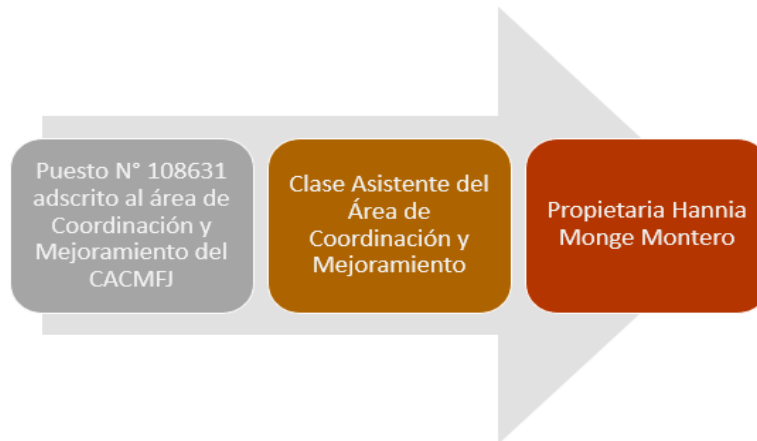 Puesto N° 108631
adscrito al área de
Coordinación y
Mejoramiento del
CACMFJ
Clase Asistente del
Área de
Coordinación y
Mejoramiento
Propietaria Hannia
Monge Montero